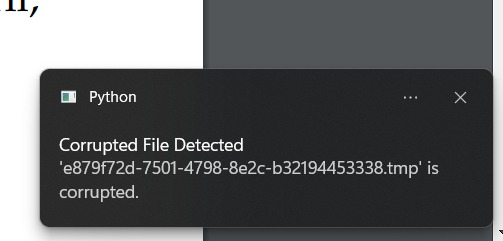 Python
Corrupted File Detected
'e879f72d-7501-4798-8e2c-b32194453338.tmp' is
corrupted.